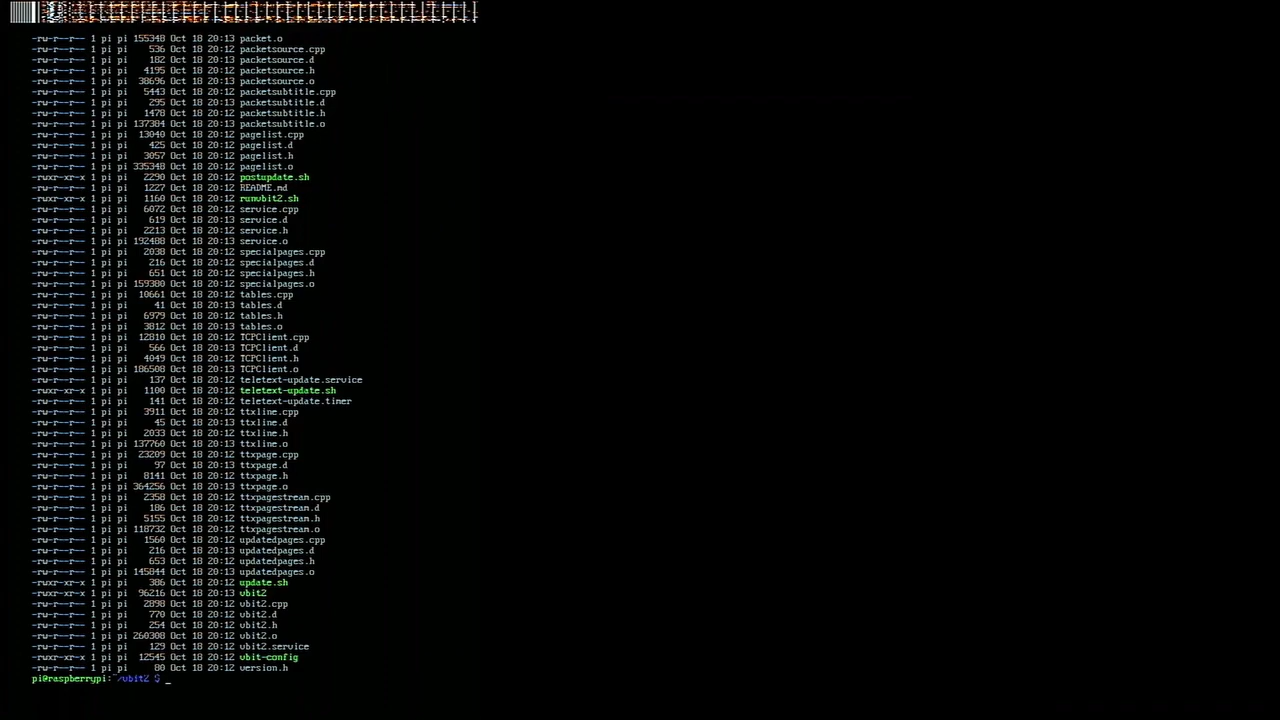 -rw-r--r-- 1 pi pi 155348 Oct 18 20:13 packet.o
-rw-r--r-- 1 pi pi    536 Oct 18 20:12 packetsource.cpp
-rw-r--r-- 1 pi pi    182 Oct 18 20:13 packetsource.d
-rw-r--r-- 1 pi pi   4195 Oct 18 20:12 packetsource.h
-rw-r--r-- 1 pi pi  38696 Oct 18 20:13 packetsource.o
-rw-r--r-- 1 pi pi   5443 Oct 18 20:12 packetsubtitle.cpp
-rw-r--r-- 1 pi pi    295 Oct 18 20:13 packetsubtitle.d
-rw-r--r-- 1 pi pi   1478 Oct 18 20:12 packetsubtitle.h
-rw-r--r-- 1 pi pi 137384 Oct 18 20:13 packetsubtitle.o
-rw-r--r-- 1 pi pi  13040 Oct 18 20:12 pagelist.cpp
-rw-r--r-- 1 pi pi    425 Oct 18 20:12 pagelist.d
-rw-r--r-- 1 pi pi   3057 Oct 18 20:12 pagelist.h
-rw-r--r-- 1 pi pi 335348 Oct 18 20:12 pagelist.o
-rwxr-xr-x 1 pi pi   2290 Oct 18 20:12 postupdate.sh
-rw-r--r-- 1 pi pi   1227 Oct 18 20:12 README.md
-rwxr-xr-x 1 pi pi   1160 Oct 18 20:12 runvbit2.sh
-rw-r--r-- 1 pi pi   6072 Oct 18 20:12 service.cpp
-rw-r--r-- 1 pi pi    619 Oct 18 20:12 service.d
-rw-r--r-- 1 pi pi   2213 Oct 18 20:12 service.h
-rw-r--r-- 1 pi pi 192488 Oct 18 20:13 service.o
-rw-r--r-- 1 pi pi   2038 Oct 18 20:12 specialpages.cpp
-rw-r--r-- 1 pi pi    216 Oct 18 20:12 specialpages.d
-rw-r--r-- 1 pi pi    651 Oct 18 20:12 specialpages.h
-rw-r--r-- 1 pi pi 159380 Oct 18 20:12 specialpages.o
-rw-r--r-- 1 pi pi  10661 Oct 18 20:12 tables.cpp
-rw-r--r-- 1 pi pi     41 Oct 18 20:13 tables.d
-rw-r--r-- 1 pi pi   6979 Oct 18 20:12 tables.h
-rw-r--r-- 1 pi pi   3812 Oct 18 20:13 tables.o
-rw-r--r-- 1 pi pi  12810 Oct 18 20:12 TCPClient.cpp
-rw-r--r-- 1 pi pi    566 Oct 18 20:13 TCPClient.d
-rw-r--r-- 1 pi pi   4049 Oct 18 20:12 TCPClient.h
-rw-r--r-- 1 pi pi 186508 Oct 18 20:13 TCPClient.o
-rw-r--r-- 1 pi pi    137 Oct 18 20:12 teletext-update.service
-rwxr-xr-x 1 pi pi   1100 Oct 18 20:12 teletext-update.sh
-rw-r--r-- 1 pi pi    141 Oct 18 20:12 teletext-update.timer
-rw-r--r-- 1 pi pi   3911 Oct 18 20:12 ttxline.cpp
-rw-r--r-- 1 pi pi     45 Oct 18 20:13 ttxline.d
-rw-r--r-- 1 pi pi   2033 Oct 18 20:12 ttxline.h
-rw-r--r-- 1 pi pi 137760 Oct 18 20:13 ttxline.o
-rw-r--r-- 1 pi pi  23209 Oct 18 20:12 ttxpage.cpp
-rw-r--r-- 1 pi pi     97 Oct 18 20:13 ttxpage.d
-rw-r--r-- 1 pi pi   8141 Oct 18 20:12 ttxpage.h
-rw-r--r-- 1 pi pi 364256 Oct 18 20:13 ttxpage.o
-rw-r--r-- 1 pi pi   2358 Oct 18 20:12 ttxpagestream.cpp
-rw-r--r-- 1 pi pi    186 Oct 18 20:12 ttxpagestream.d
-rw-r--r-- 1 pi pi   5155 Oct 18 20:12 ttxpagestream.h
-rw-r--r-- 1 pi pi 118732 Oct 18 20:12 ttxpagestream.o
-rw-r--r-- 1 pi pi   1560 Oct 18 20:12 updatedpages.cpp
-rw-r--r-- 1 pi pi    216 Oct 18 20:13 updatedpages.d
-rw-r--r-- 1 pi pi    653 Oct 18 20:12 updatedpages.h
-rw-r--r-- 1 pi pi 145844 Oct 18 20:13 updatedpages.o
-rwxr-xr-x 1 pi pi    386 Oct 18 20:12 update.sh
-rwxr-xr-x 1 pi pi  96216 Oct 18 20:13 vbit2
-rw-r--r-- 1 pi pi   2898 Oct 18 20:12 vbit2.cpp
-rw-r--r-- 1 pi pi    770 Oct 18 20:12 vbit2.d
-rw-r--r-- 1 pi pi    254 Oct 18 20:12 vbit2.h
-rw-r--r-- 1 pi pi 260308 Oct 18 20:12 vbit2.o
-rw-r--r-- 1 pi pi    129 Oct 18 20:12 vbit2.service
-rwxr-xr-x 1 pi pi  12545 Oct 18 20:12 vbit-config
-rw-r--r-- 1 pi pi     80 Oct 18 20:12 version.h
pi@raspberrypi:~/vbit2 $ _